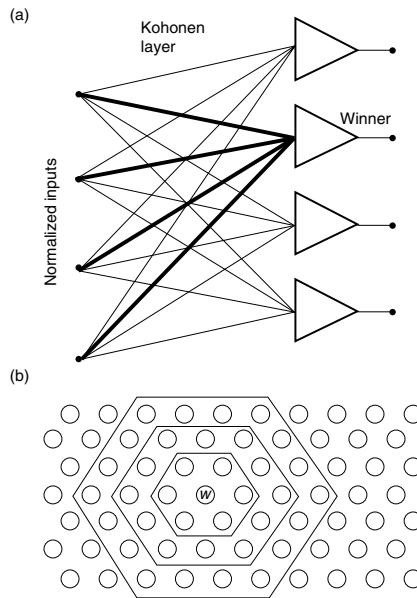 (a)
Kohonen
layer
Winner
Normalized inputs
(b)
W